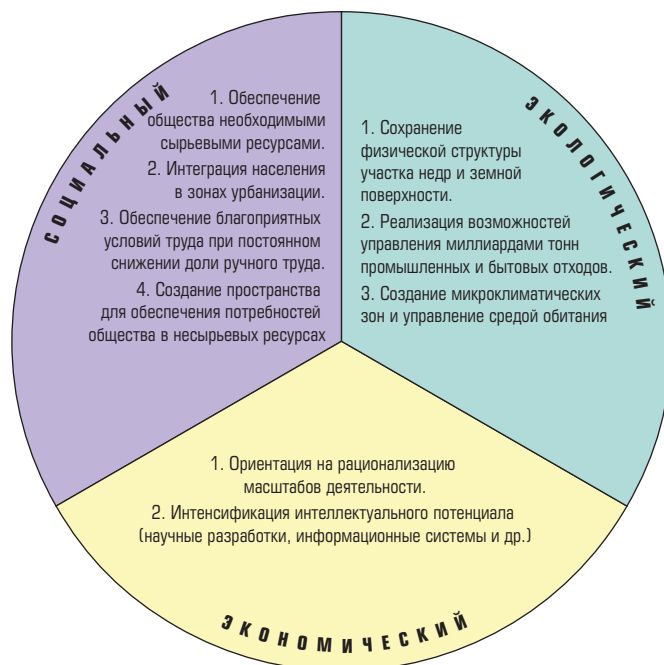 СОЦИАЛЬНЫЙ
1. Обеспечение
общества необходимыми
сырьевыми ресурсами.
2. Интеграция населения
в зонах урбанизации.
3. Обеспечение благоприятных
условий труда при постоянном
снижении доли ручного труда.
4. Создание пространства
для обеспечения потребностей
общества в несырьевых ресурсах
ЭКОЛОГИЧЕСКИЙ
1. Сохранение
физической структуры
участка недр и земной
поверхности.
2. Реализация возможностей
управления миллиардами тонн
промышленных и бытовых отходов.
3. Создание микроклиматических
зон и управление средой обитания
1. Ориентация на рационализацию
масштабов деятельности.
2. Интенсификация интеллектуального потенциала
(научные разработки, информационные системы и др.)
ЭКОНОМИЧЕСКИЙ